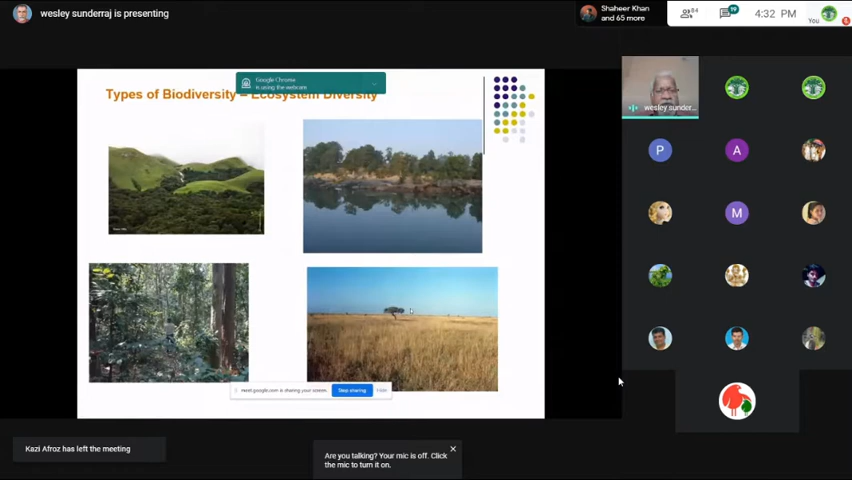 wesley sunderraj is presenting
Shaheer Khan
and 65 more
84
19
4:32 PM
You
Google Chrome
is using the webcam
Types of Biodiversity – Ecosystem Diversity
wesley sunder...
P
A
M
meet.google.com is sharing your screen.
Stop sharing
Hide
Kazi Afroz has left the meeting
Are you talking? Your mic is off. Click
the mic to turn it on.